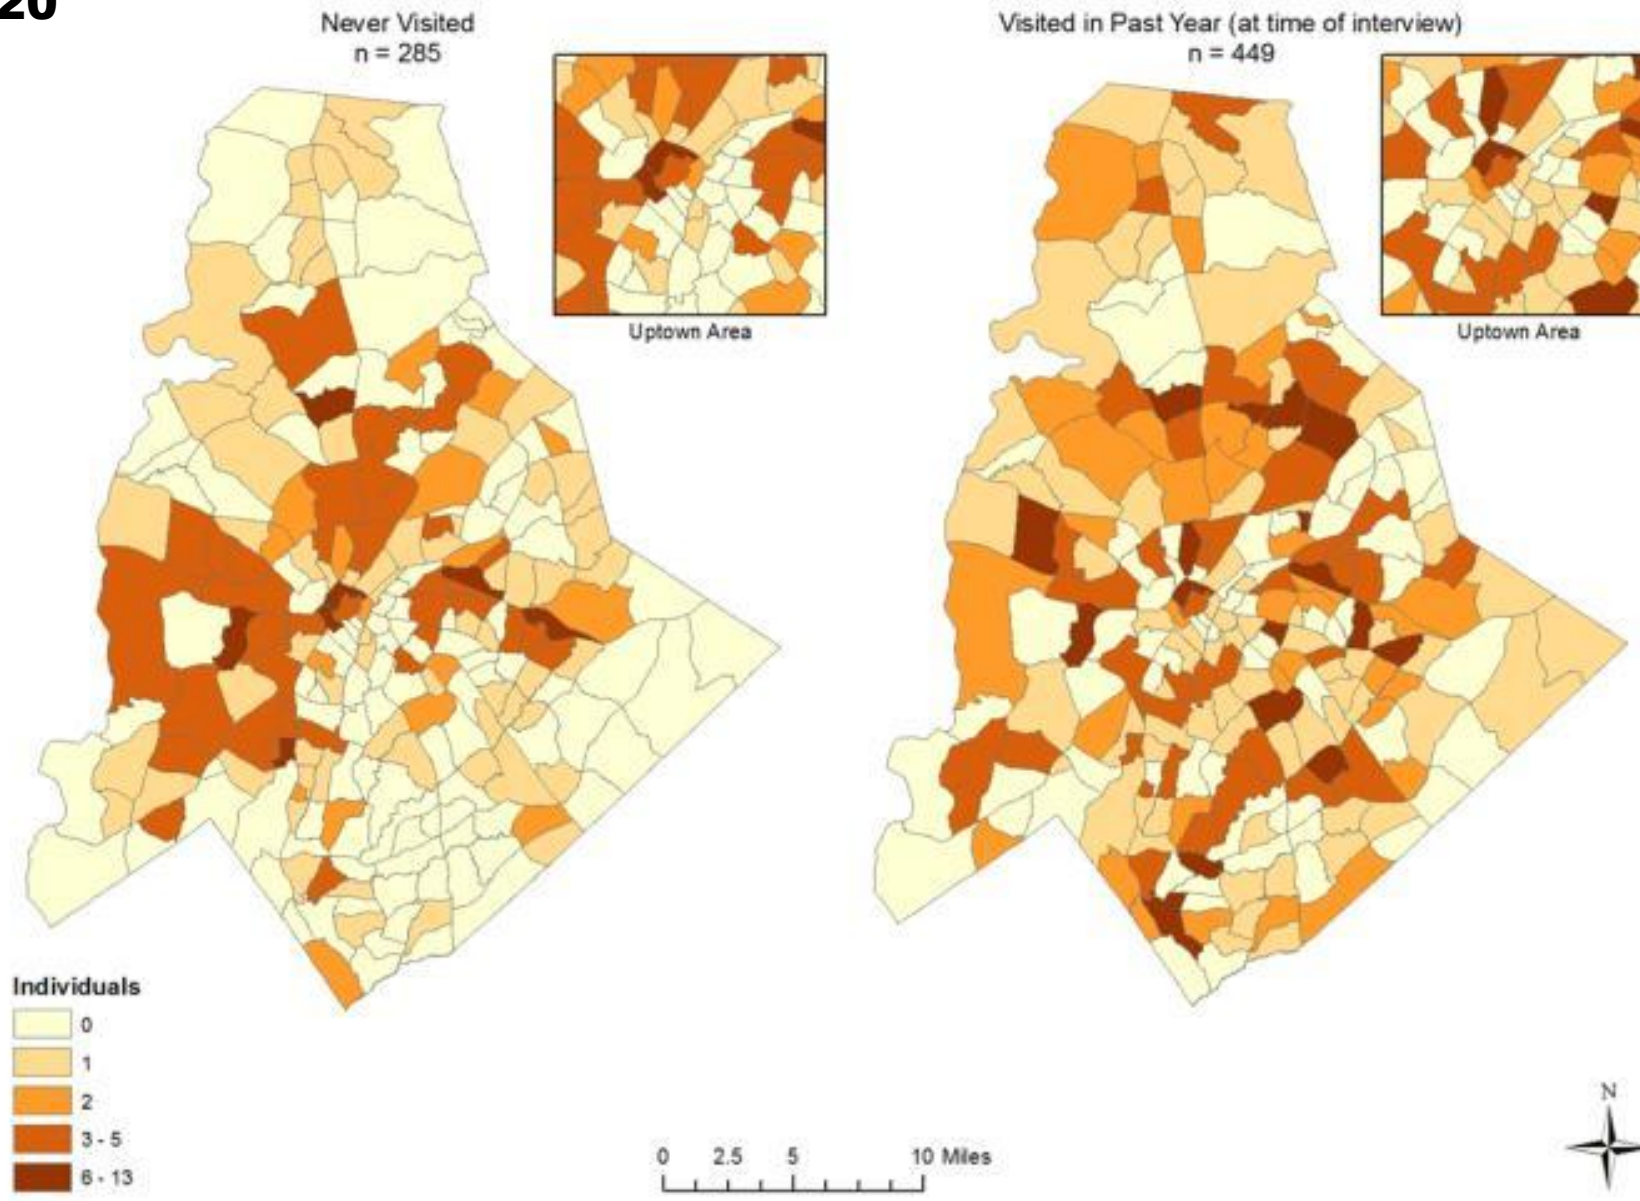 20
Never Visited
n = 285
Visited in Past Year (at time of interview)
n = 449
Uptown Area
Uptown Area
Individuals
0
1
2
3 - 5
6 - 13
0 2.5 5 10 Miles
N